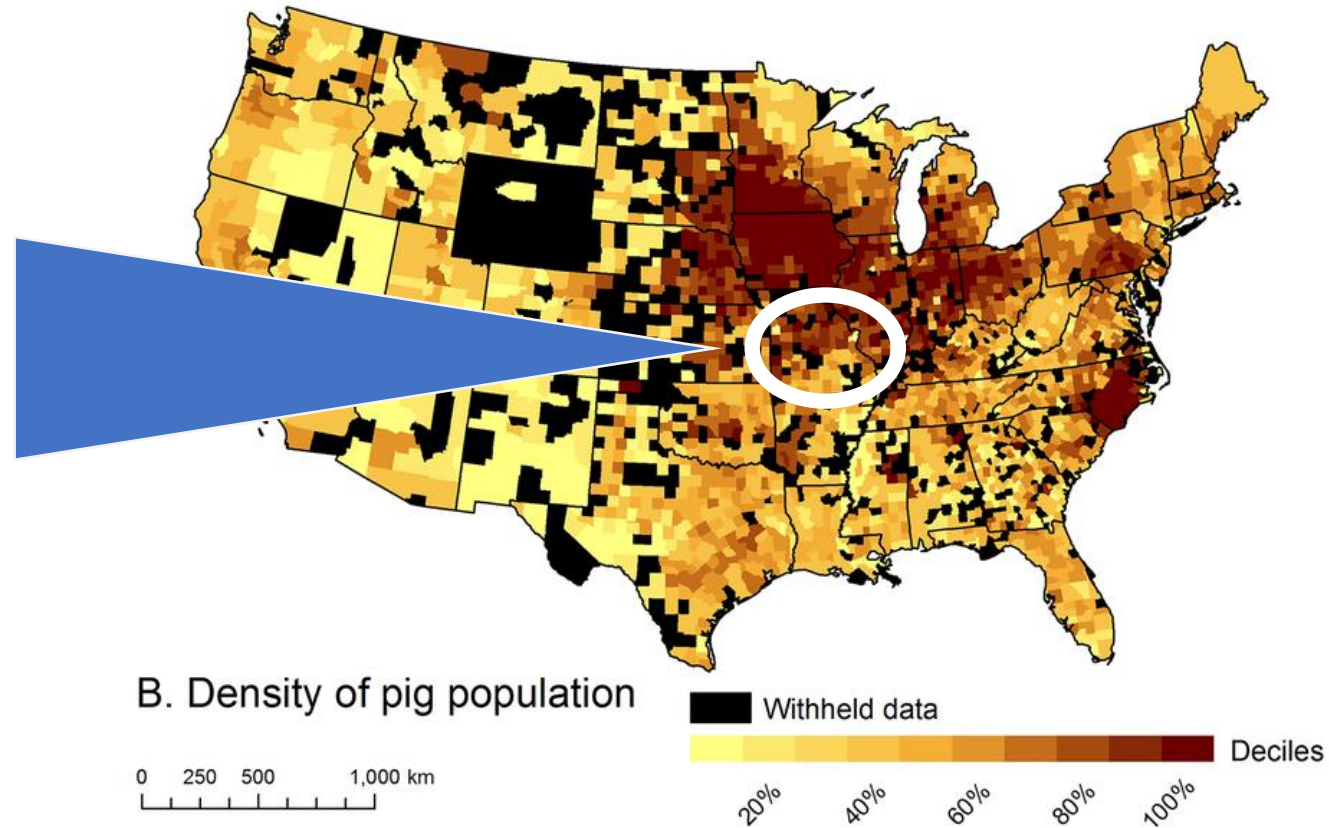 B. Density of pig population
Withheld data
Deciles
0 250 500 1,000 km
20% 40% 60% 80% 100%